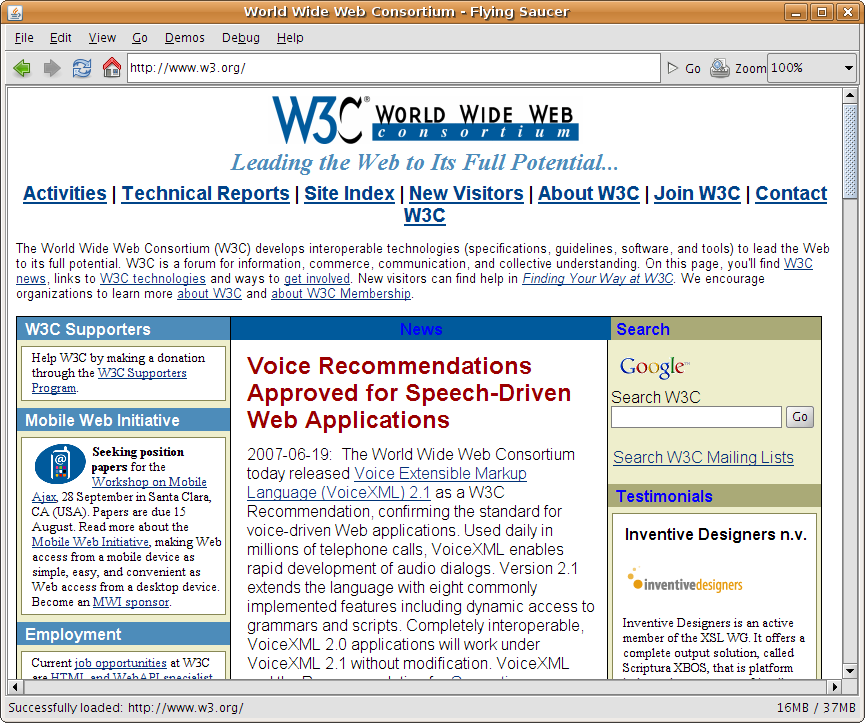 World Wide Web Consortium - Flying Saucer
File Edit View Go Demos Debug Help
http://www.w3.org/ Go Zoom 100%
W3C® WORLD WIDE WEB
consortium
Leading the Web to Its Full Potential...
Activities | Technical Reports | Site Index | New Visitors | About W3C | Join W3C | Contact
W3C
The World Wide Web Consortium (W3C) develops interoperable technologies (specifications, guidelines, software, and tools) to lead the Web
to its full potential. W3C is a forum for information, commerce, communication, and collective understanding. On this page, you'll find W3C
news, links to W3C technologies and ways to get involved. New visitors can find help in Finding Your Way at W3C. We encourage
organizations to learn more about W3C and about W3C Membership.
W3C Supporters
Help W3C by making a donation
through the W3C Supporters
Program.
Mobile Web Initiative
Seeking position
papers for the
Workshop on Mobile
Ajax, 28 September in Santa Clara,
CA (USA). Papers are due 15
August. Read more about the
Mobile Web Initiative, making Web
access from a mobile device as
simple, easy, and convenient as
Web access from a desktop device.
Become an MWI sponsor.
Employment
Current job opportunities at W3C
are HTML and WebAPI specialist
News
Voice Recommendations
Approved for Speech-Driven
Web Applications
2007-06-19: The World Wide Web Consortium
today released Voice Extensible Markup
Language (VoiceXML) 2.1 as a W3C
Recommendation, confirming the standard for
voice-driven Web applications. Used daily in
millions of telephone calls, VoiceXML enables
rapid development of audio dialogs. Version 2.1
extends the language with eight commonly
implemented features including dynamic access to
grammars and scripts. Completely interoperable,
VoiceXML 2.0 applications will work under
VoiceXML 2.1 without modification. VoiceXML
Search
Google™
Search W3C
Go
Search W3C Mailing Lists
Testimonials
Inventive Designers n.v.
inventivedesigners
Inventive Designers is an active
member of the XSL WG. It offers a
complete output solution, called
Scriptura XBOS, that is platform
Successfully loaded: http://www.w3.org/ 16MB / 37MB